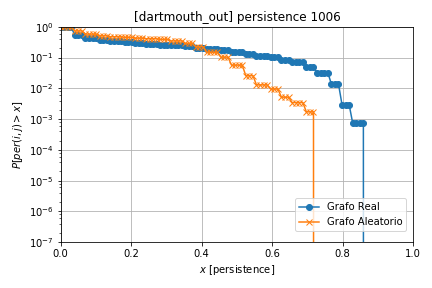 [dartmouth_out] persistence 1006
P[per(i, j) > x]
10^0
10^-1
10^-2
10^-3
10^-4
10^-5
10^-6
10^-7
Grafo Real
Grafo Aleatorio
0.0 0.2 0.4 0.6 0.8 1.0
x [persistence]